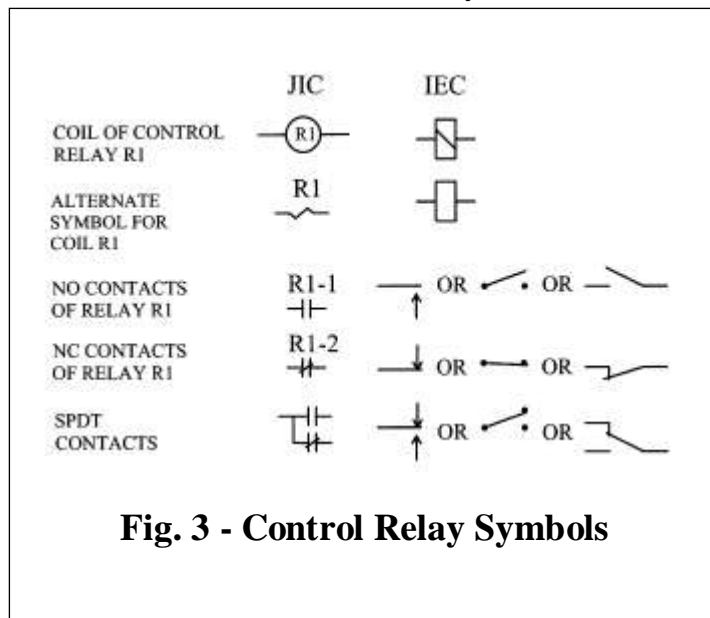 JIC IEC
COIL OF CONTROL
RELAY R1
R1
ALTERNATE
SYMBOL FOR
COIL R1
R1
NO CONTACTS
OF RELAY R1
R1-1
OR OR
NC CONTACTS
OF RELAY R1
R1-2
OR OR
SPDT
CONTACTS
OR OR
Fig. 3 - Control Relay Symbols